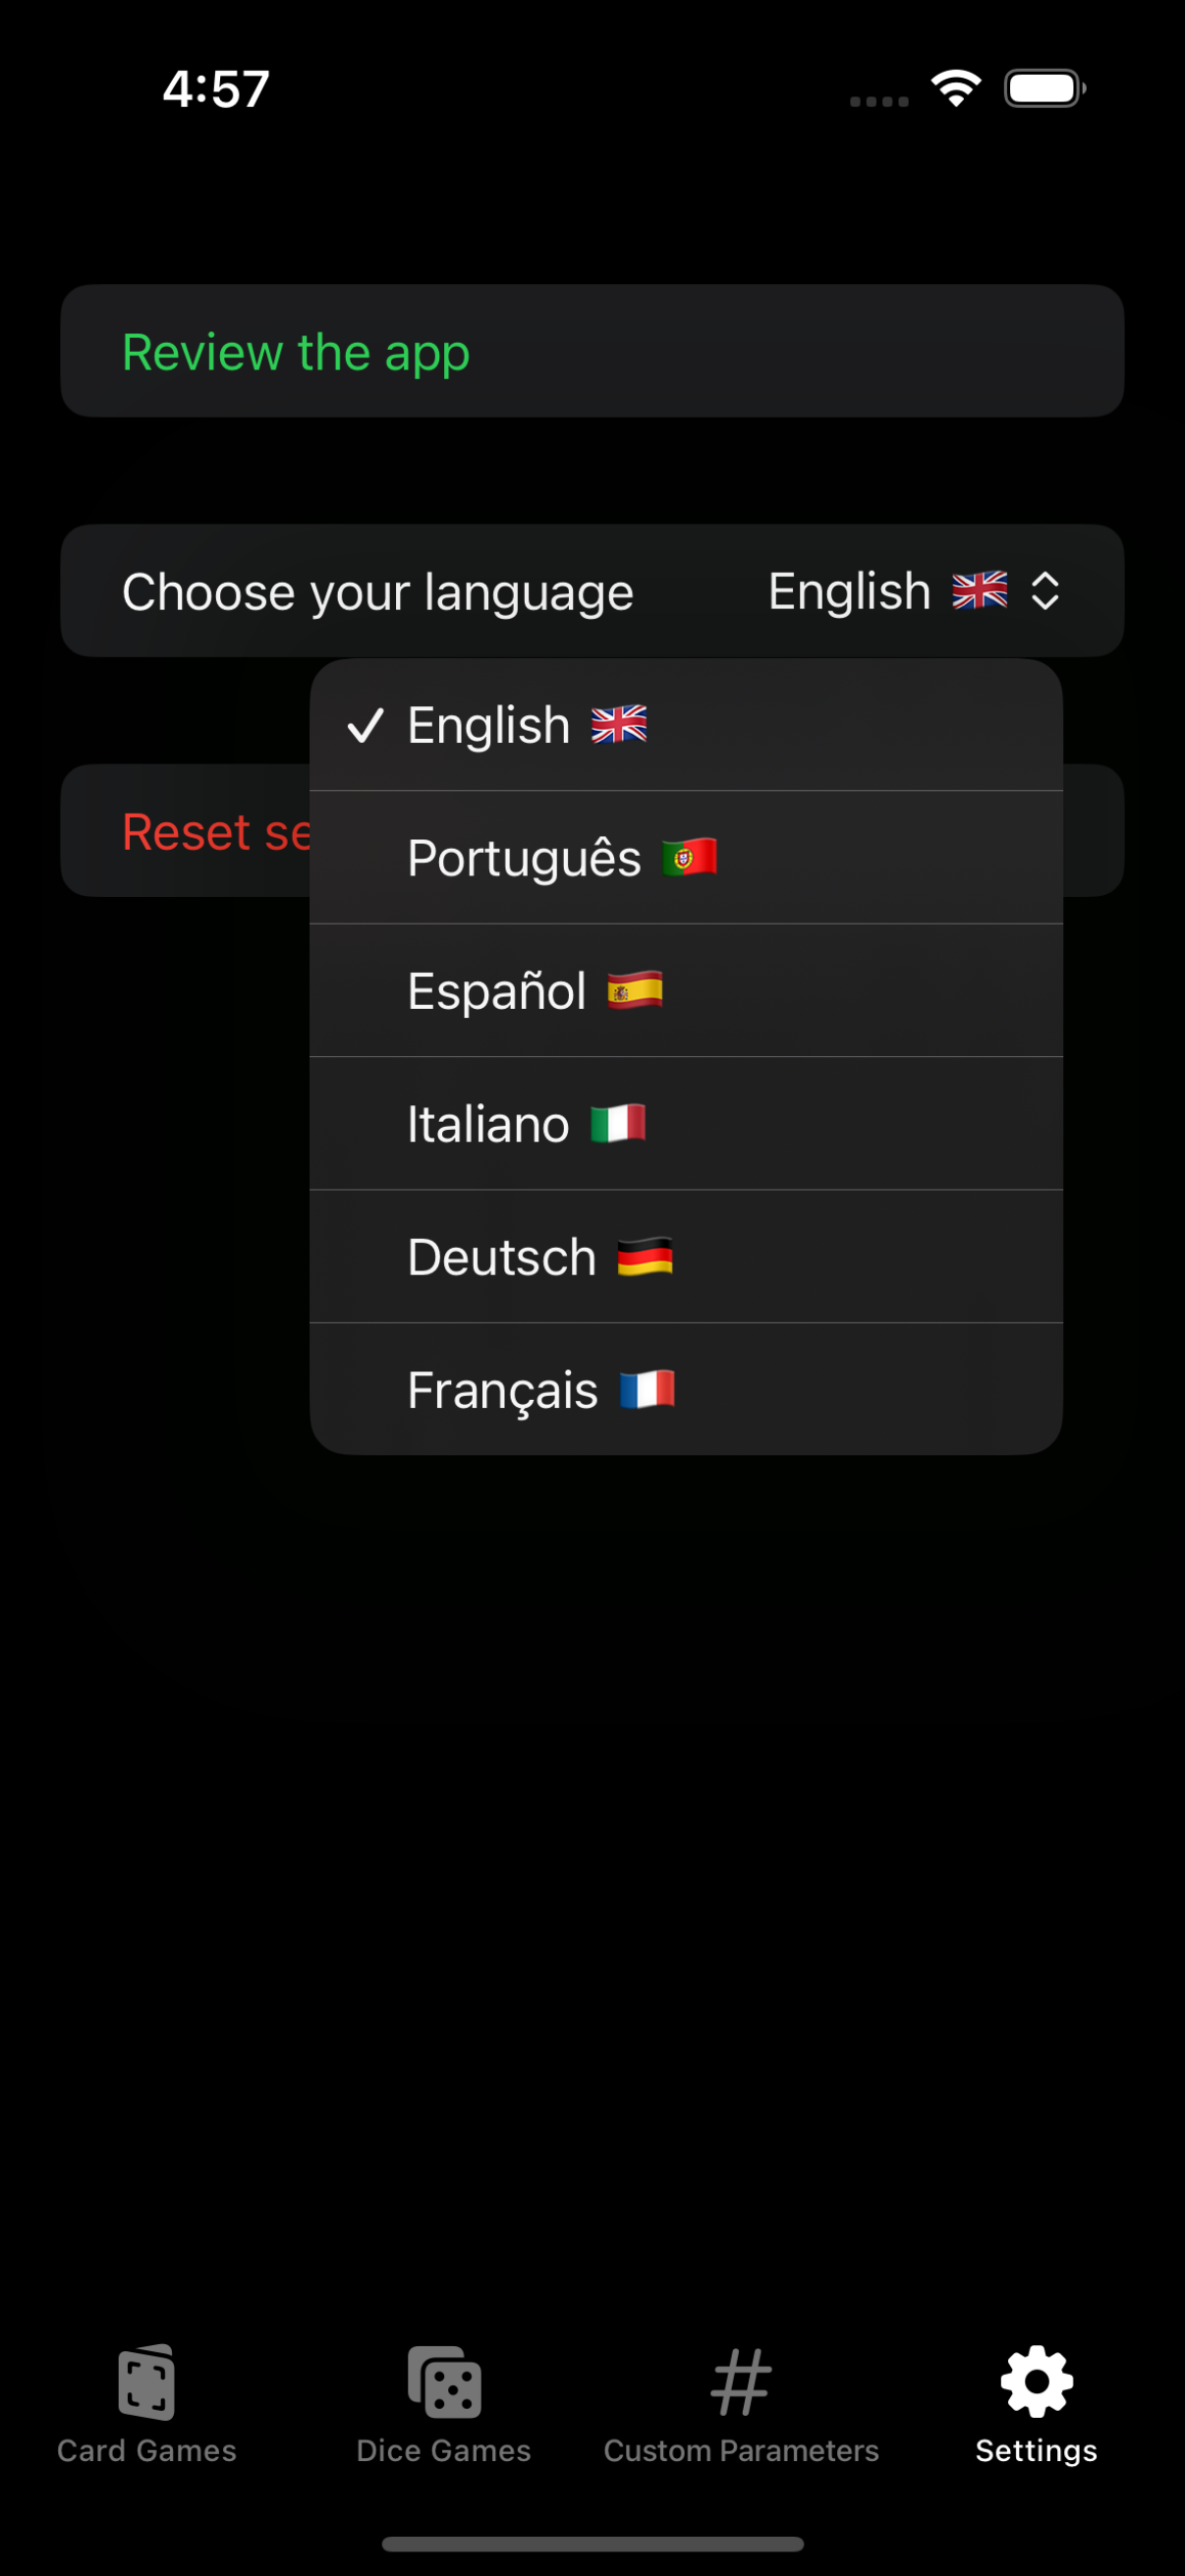 4:57
Review the app
Choose your language English
English
Português
Español
Italiano
Deutsch
Français
Reset
Card Games
Dice Games
Custom Parameters
Settings